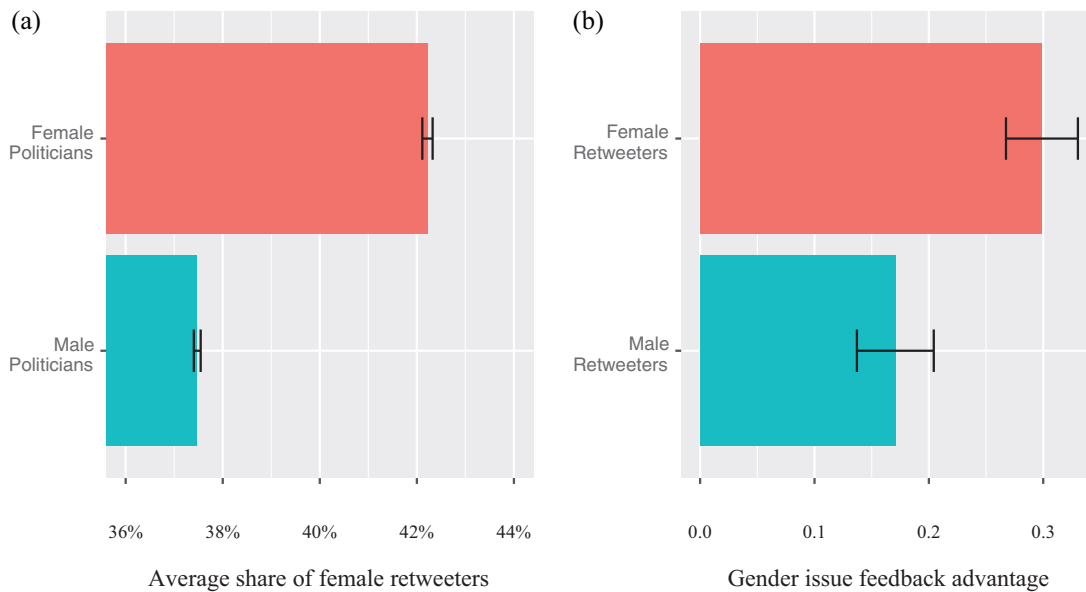 (a)
Female
Politicians
Male
Politicians
36% 38% 40% 42% 44%
Average share of female retweeters
(b)
Female
Retweeters
Male
Retweeters
0.0 0.1 0.2 0.3
Gender issue feedback advantage